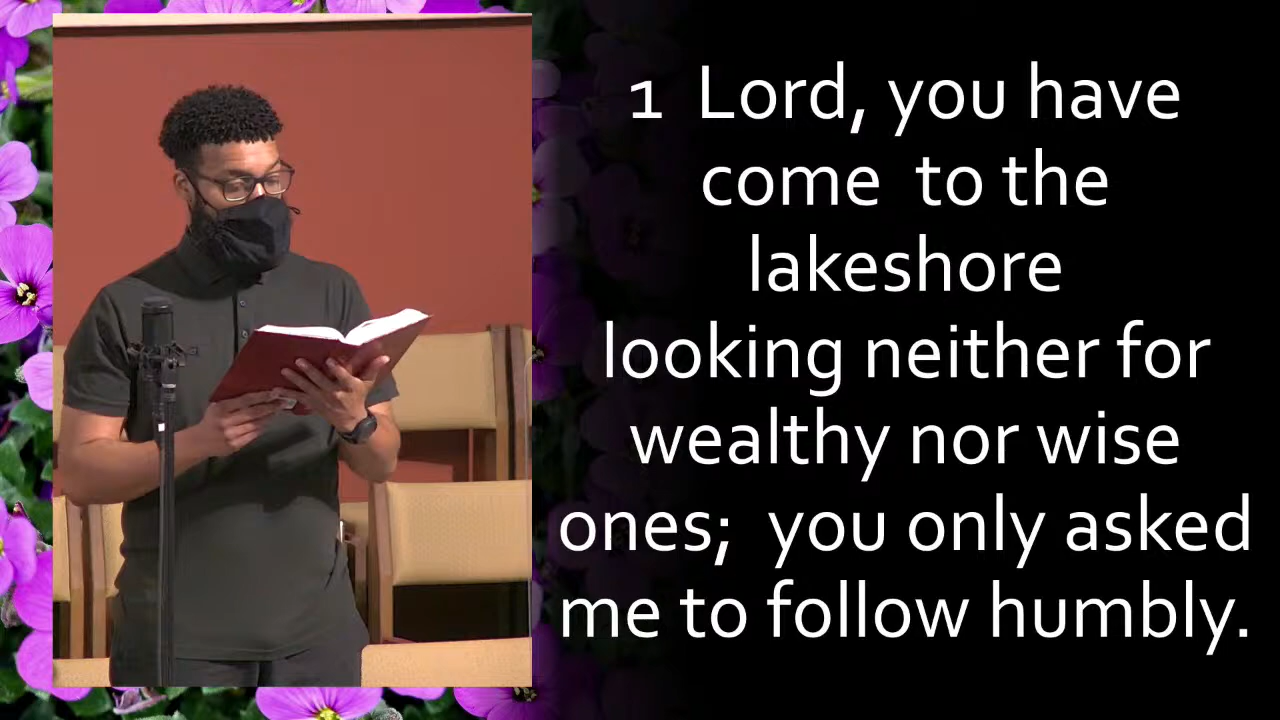 1  Lord, you have
come  to the
lakeshore
looking neither for
wealthy nor wise
ones;  you only asked
me to follow humbly.